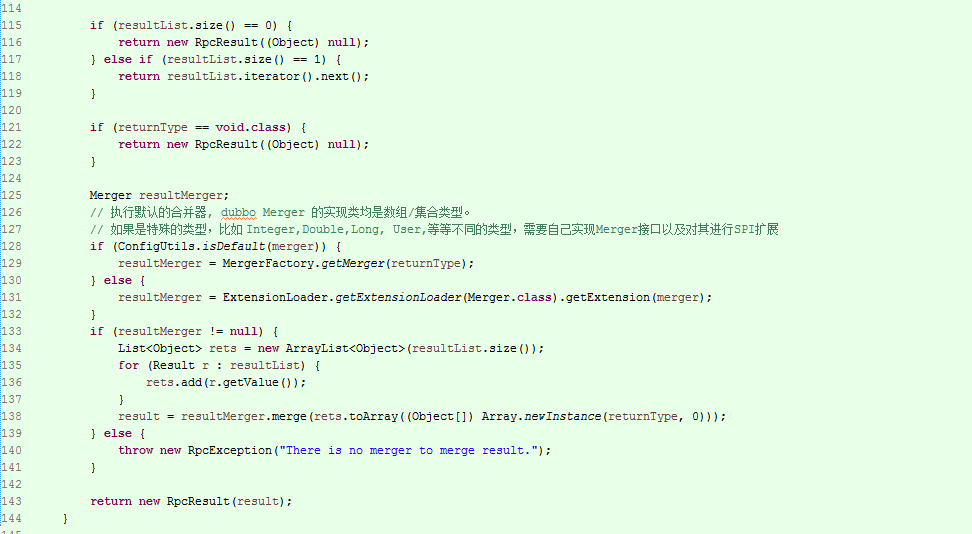 114
115 if (resultList.size() == 0) {
116 return new RpcResult((Object) null);
117 } else if (resultList.size() == 1) {
118 return resultList.iterator().next();
119 }
120
121 if (returnType == void.class) {
122 return new RpcResult((Object) null);
123 }
124
125 Merger resultMerger;
126 // 执行默认的合并器, dubbo Merger 的实现类均是数组/集合类型。
127 // 如果是特殊的类型，比如 Integer,Double,Long, User,等等不同的类型，需要自己实现Merger接口以及对其进行SPI扩展
128 if (ConfigUtils.isDefault(merger)) {
129 resultMerger = MergerFactory.getMerger(returnType);
130 } else {
131 resultMerger = ExtensionLoader.getExtensionLoader(Merger.class).getExtension(merger);
132 }
133 if (resultMerger != null) {
134 List<Object> rets = new ArrayList<Object>(resultList.size());
135 for (Result r : resultList) {
136 rets.add(r.getValue());
137 }
138 result = resultMerger.merge(rets.toArray((Object[]) Array.newInstance(returnType, 0)));
139 } else {
140 throw new RpcException("There is no merger to merge result.");
141 }
142
143 return new RpcResult(result);
144 }